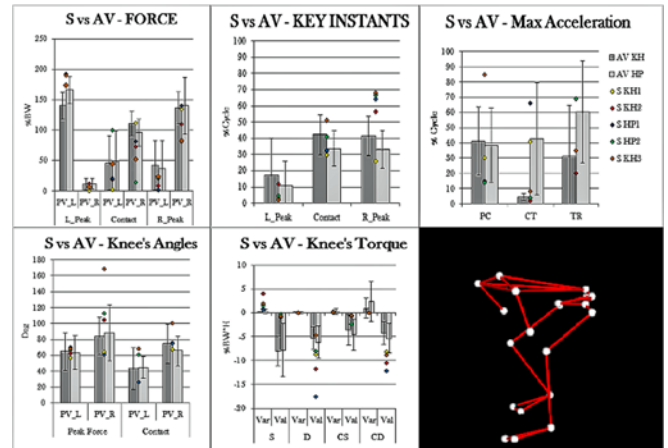 S vs AV - FORCE
%BW
250
200
150
100
50
0
PV_L PV_R PV_L PV_R PV_L PV_R
L_Peak Contact R_Peak
S vs AV - KEY INSTANTS
% Cycle
100
90
80
70
60
50
40
30
20
10
0
L_Peak Contact R_Peak
S vs AV - Max Acceleration
% Cycle
100
90
80
70
60
50
40
30
20
10
0
PC CT TR
AV KH
AV HP
S KH1
S KH2
S HP1
S HP2
S KH3
S vs AV - Knee's Angles
Deg
180
160
140
120
100
80
60
40
20
0
PV_L PV_R PV_L PV_R
Peak Force Contact
S vs AV - Knee's Torque
10
5
0
-5
-10
-15
-20
Var Val Var Val Var Val Var Val
S D CS CD